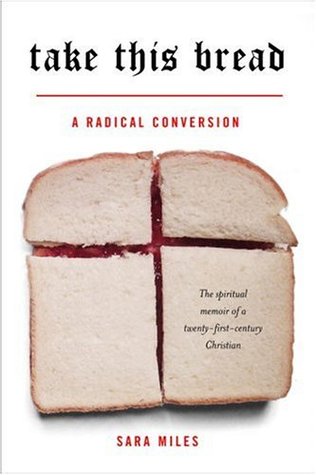 take this bread
A RADICAL CONVERSION
The spiritual
memoir of a
twenty-first-century
Christian
SARA MILES